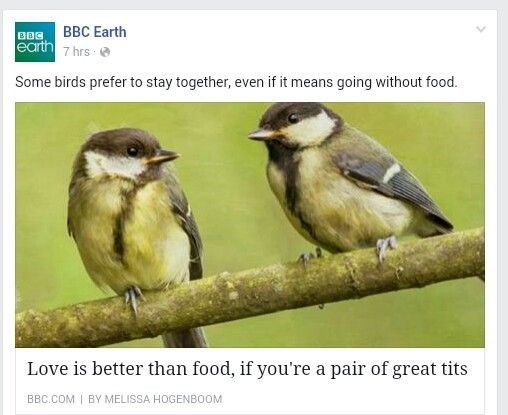 BBC
earth
BBC Earth
7 hrs ·
Some birds prefer to stay together, even if it means going without food.
Love is better than food, if you're a pair of great tits
BBC.COM | BY MELISSA HOGENBOOM